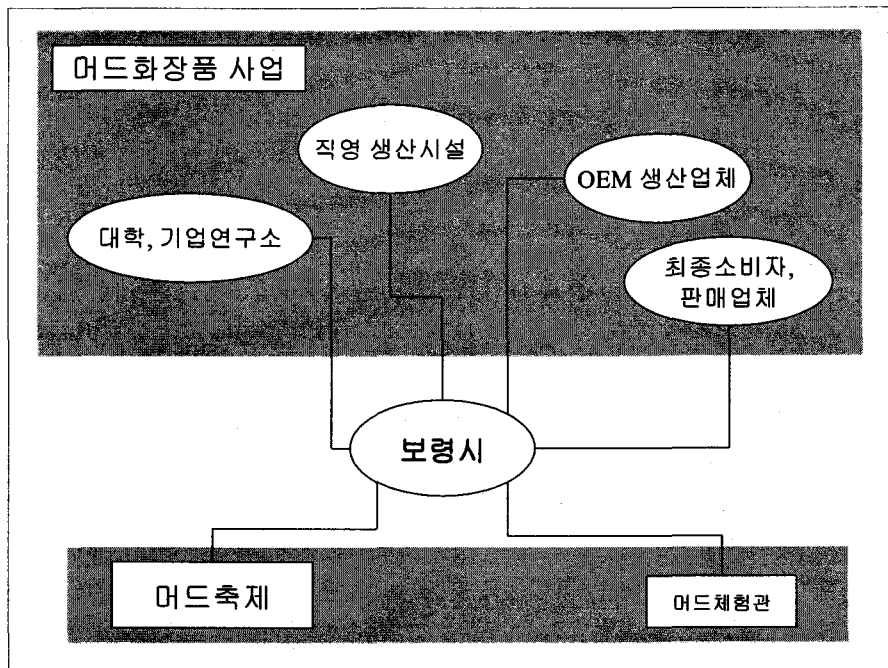 머드화장품 사업
직영 생산시설
OEM 생산업체
대학, 기업연구소
최종소비자,
판매업체
보령시
머드축제
머드체험관